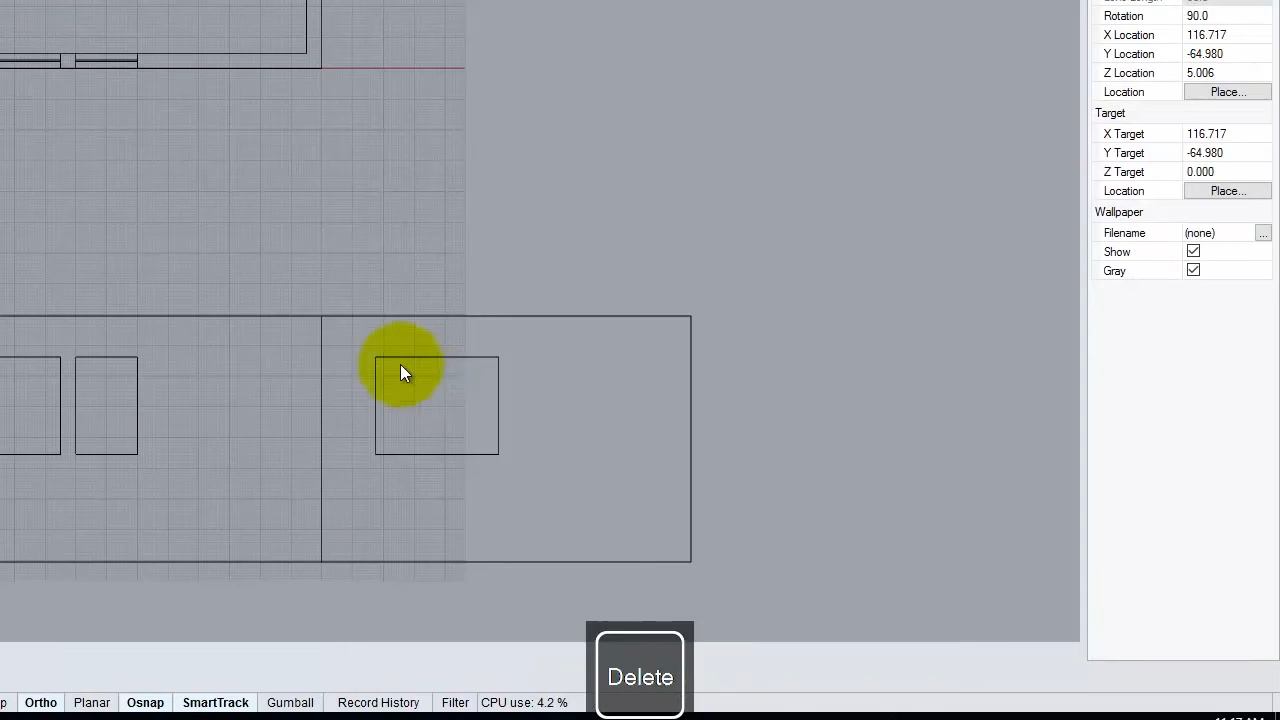 Rotation 90.0
X Location 116.717
Y Location -64.980
Z Location 5.006
Location Place...
Target
X Target 116.717
Y Target -64.980
Z Target 0.000
Location Place...
Wallpaper
Filename (none) ...
Show
Gray
Delete
Ortho Planar Osnap SmartTrack Gumball Record History Filter CPU use: 4.2 %